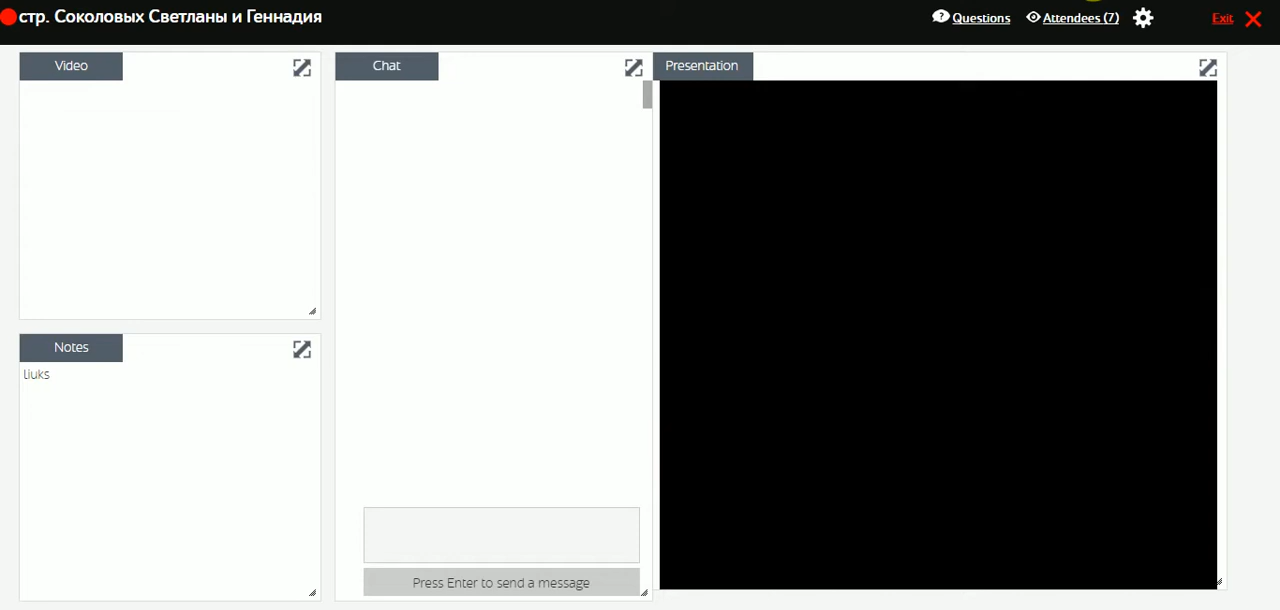 стр. Соколовых Светланы и Геннадия
Questions
Attendees (7)
Exit
Video
Chat
Presentation
Notes
liuks
Press Enter to send a message